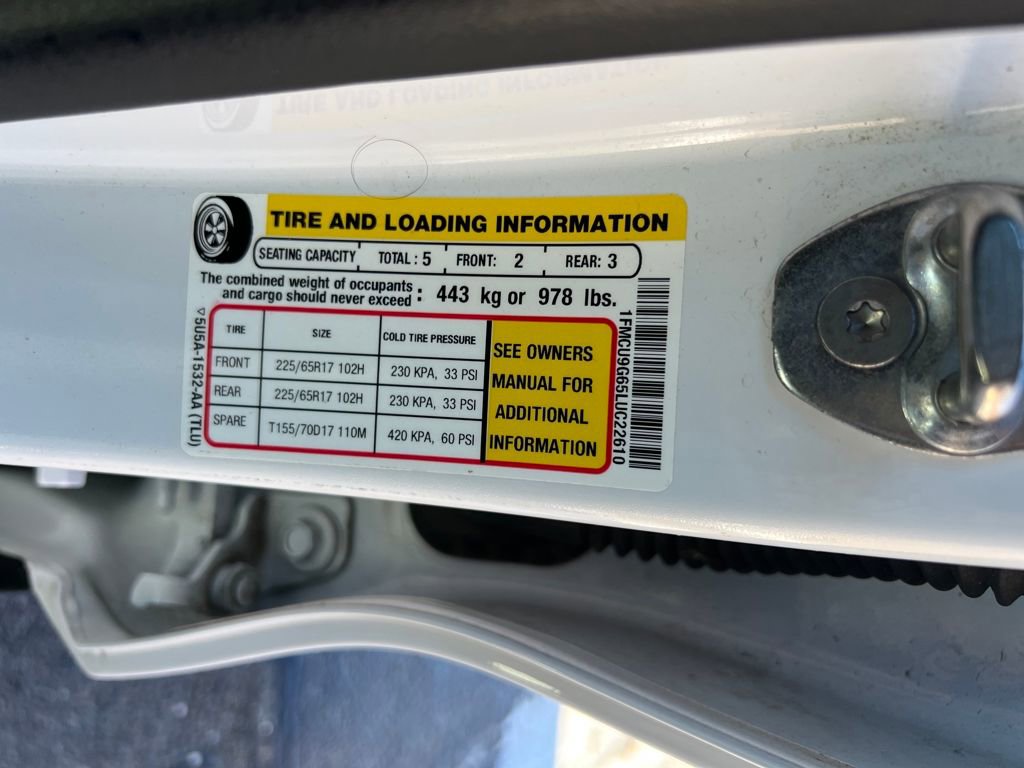 TIRE AND LOADING INFORMATION
SEATING CAPACITY TOTAL : 5 FRONT: 2 REAR: 3
The combined weight of occupants
and cargo should never exceed : 443 kg or 978 lbs.
TIRE SIZE COLD TIRE PRESSURE
FRONT 225/65R17 102H 230 KPA, 33 PSI
REAR 225/65R17 102H 230 KPA, 33 PSI
SPARE T155/70D17 110M 420 KPA, 60 PSI
SEE OWNERS
MANUAL FOR
ADDITIONAL
INFORMATION
5U5A-1532-AA (TLU)
1FMCU9G65LUC22610